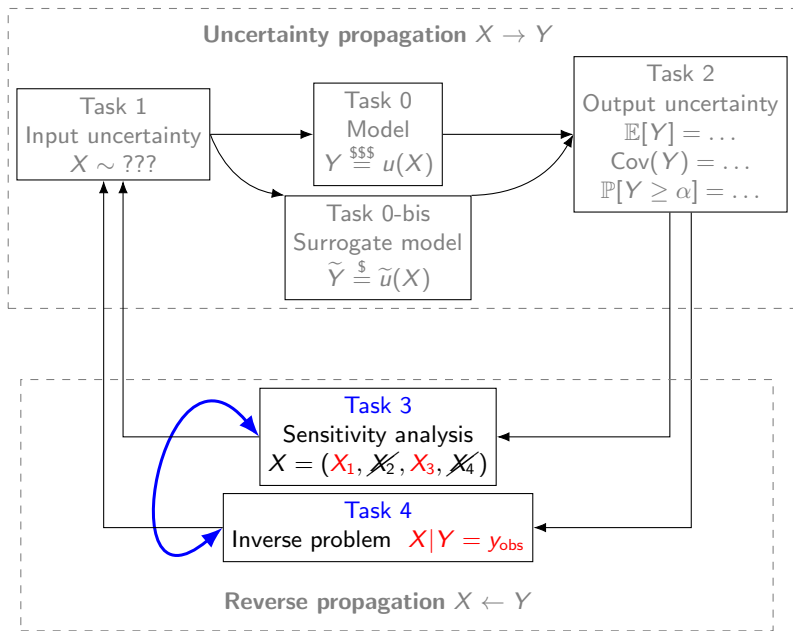 Uncertainty propagation X → Y
Task 1
Input uncertainty
X ∼ ???
Task 0
Model
Y $$$= u(X)
Task 0-bis
Surrogate model
Ỹ $= ũ(X)
Task 2
Output uncertainty
𝔼[Y] = …
Cov(Y) = …
ℙ[Y ≥ α] = …
Task 3
Sensitivity analysis
X = (X₁, X₂, X₃, X₄)
Task 4
Inverse problem X|Y = y_obs
Reverse propagation X ← Y